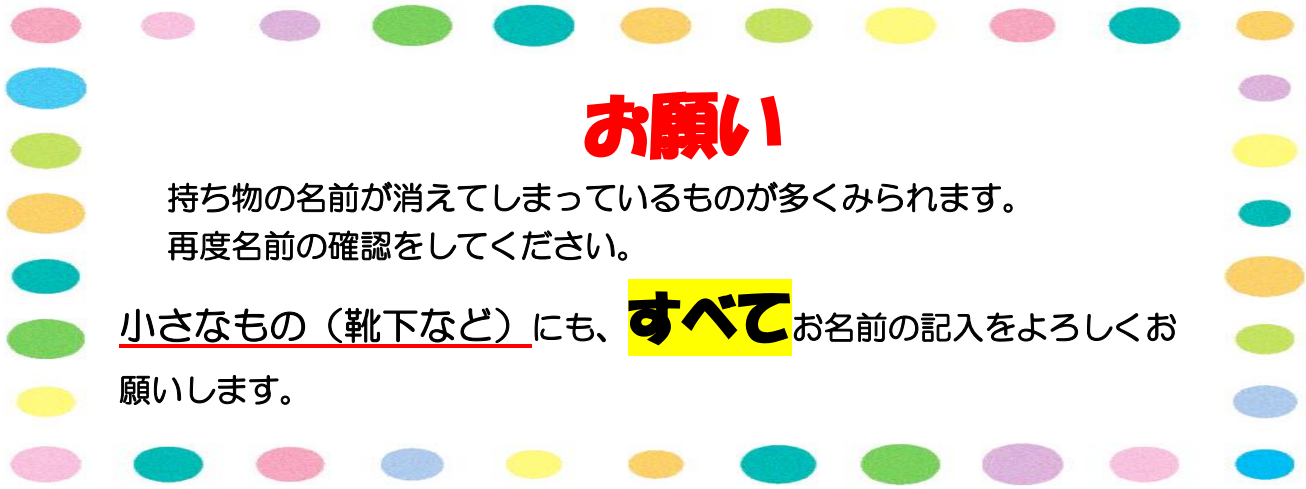 お願い
持ち物の名前が消えてしまっているものが多くみられます。
再度名前の確認をしてください。
小さなもの（靴下など）にも、すべてお名前の記入をよろしくお
願いします。